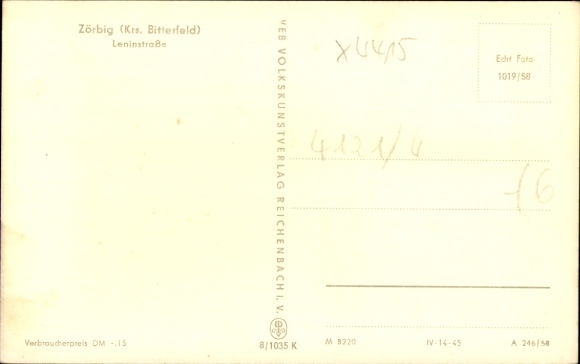 Zörbig (Krs. Bitterfeld)
Leninstraße
VEB VOLKSKUNSTVERLAG REICHENBACH I. V.
X4415
Echt Foto
1019/58
4121/4
16
Verbraucherpreis DM -.15
8/1035 K
M 8220
IV-14-45
A 246/58